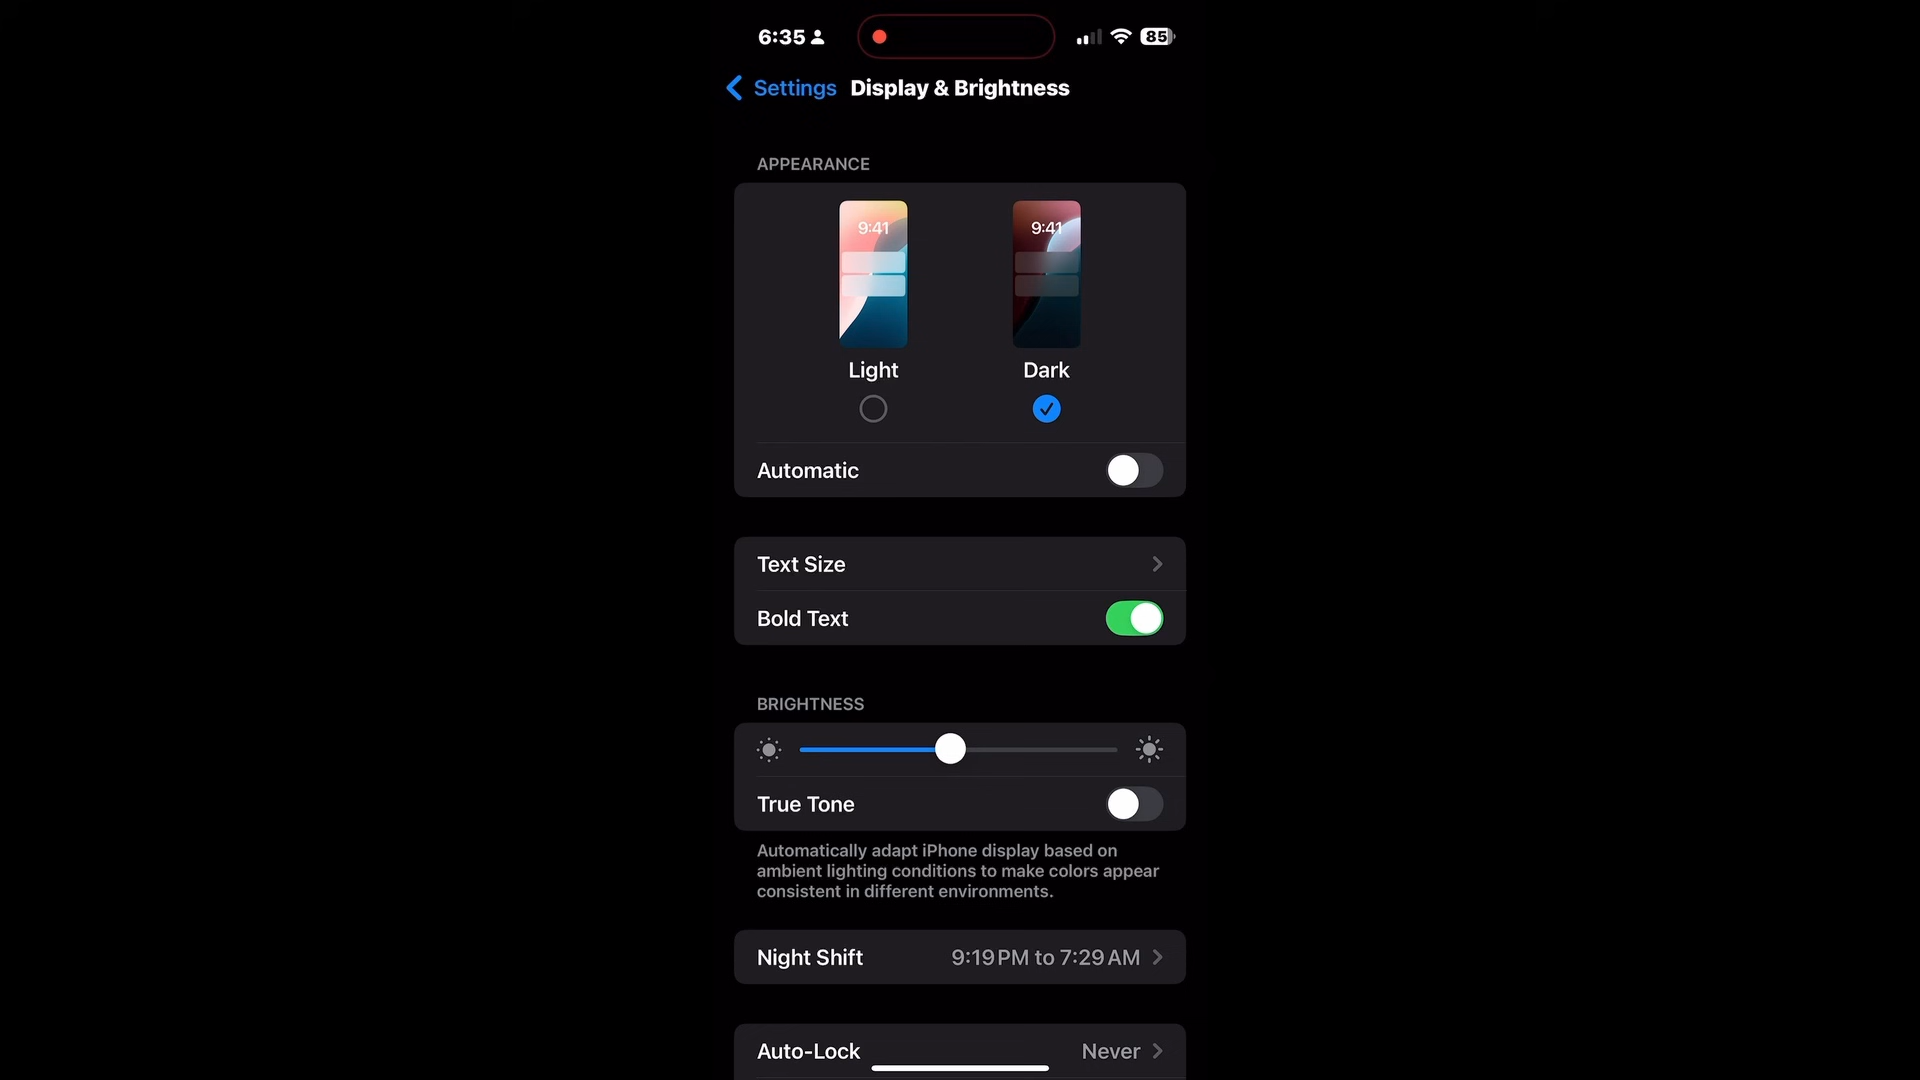 6:35
85
Settings Display & Brightness
APPEARANCE
9:41 9:41
Light Dark
Automatic
Text Size
Bold Text
BRIGHTNESS
True Tone
Automatically adapt iPhone display based on
ambient lighting conditions to make colors appear
consistent in different environments.
Night Shift 9:19 PM to 7:29 AM
Auto-Lock Never